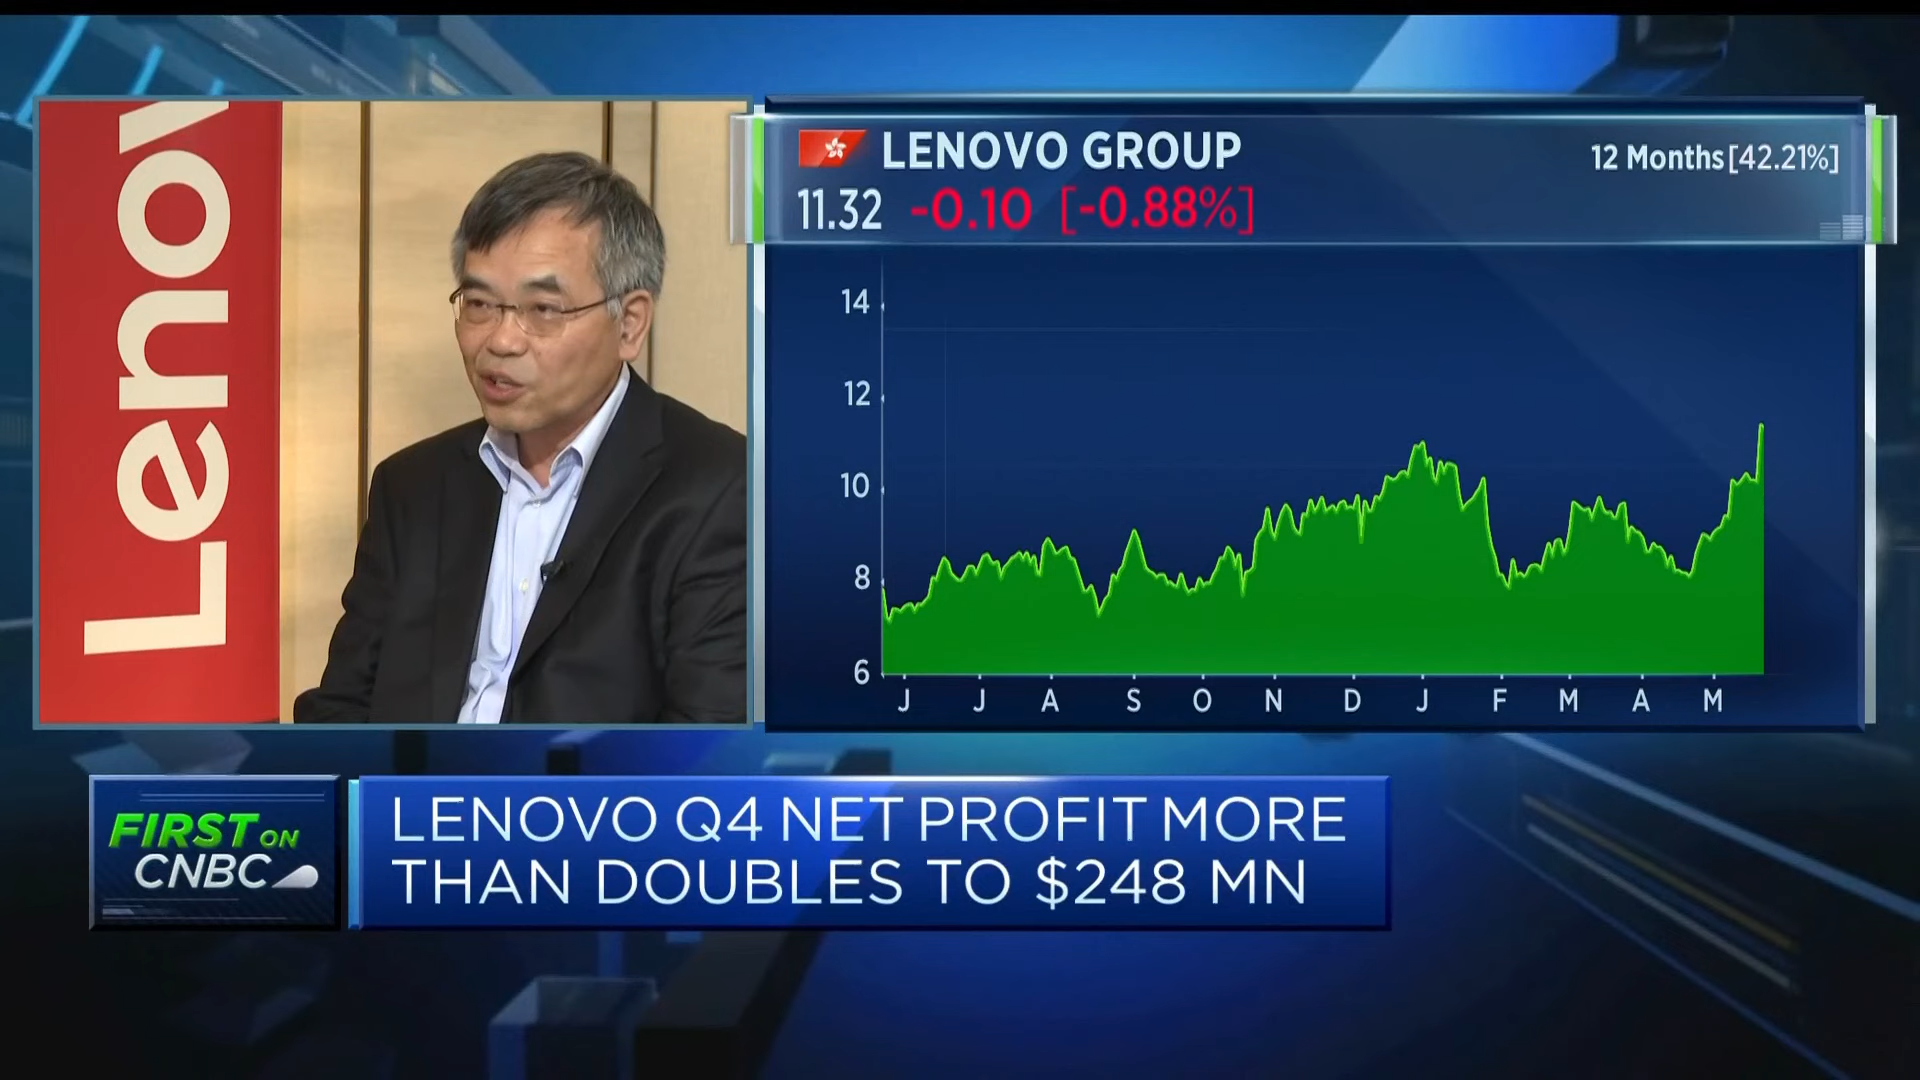 Lenov
LENOVO GROUP
12 Months[42.21%]
11.32 -0.10 [-0.88%]
14
12
10
8
6
J J A S O N D J F M A M
FIRST ON
CNBC
LENOVO Q4 NET PROFIT MORE
THAN DOUBLES TO $248 MN